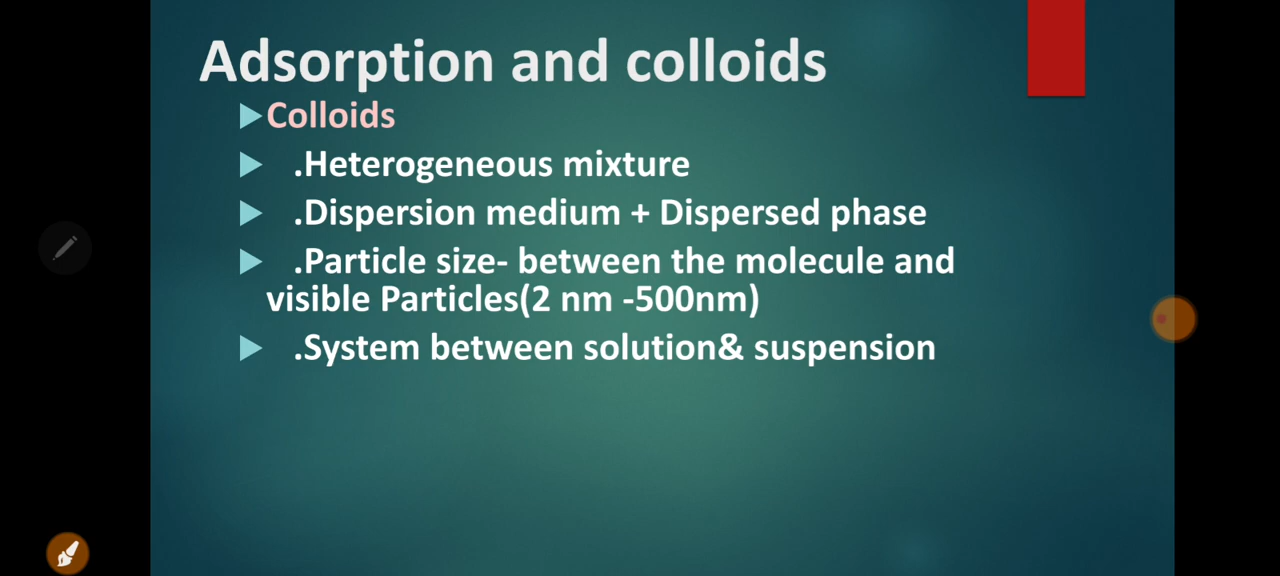 Adsorption and colloids
Colloids
.Heterogeneous mixture
.Dispersion medium + Dispersed phase
.Particle size- between the molecule and
visible Particles(2 nm -500nm)
.System between solution& suspension